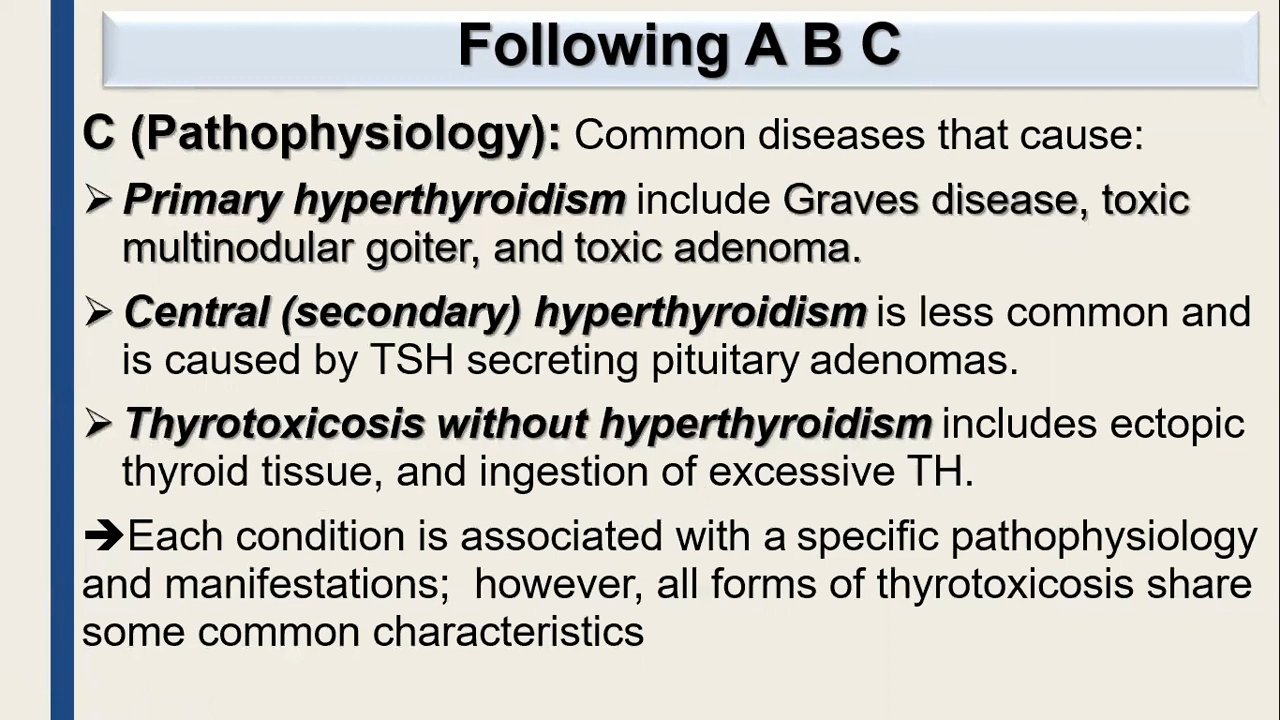 Following A B C
C (Pathophysiology): Common diseases that cause:
➢ Primary hyperthyroidism include Graves disease, toxic
multinodular goiter, and toxic adenoma.
➢ Central (secondary) hyperthyroidism is less common and
is caused by TSH secreting pituitary adenomas.
➢ Thyrotoxicosis without hyperthyroidism includes ectopic
thyroid tissue, and ingestion of excessive TH.
➔Each condition is associated with a specific pathophysiology
and manifestations;  however, all forms of thyrotoxicosis share
some common characteristics